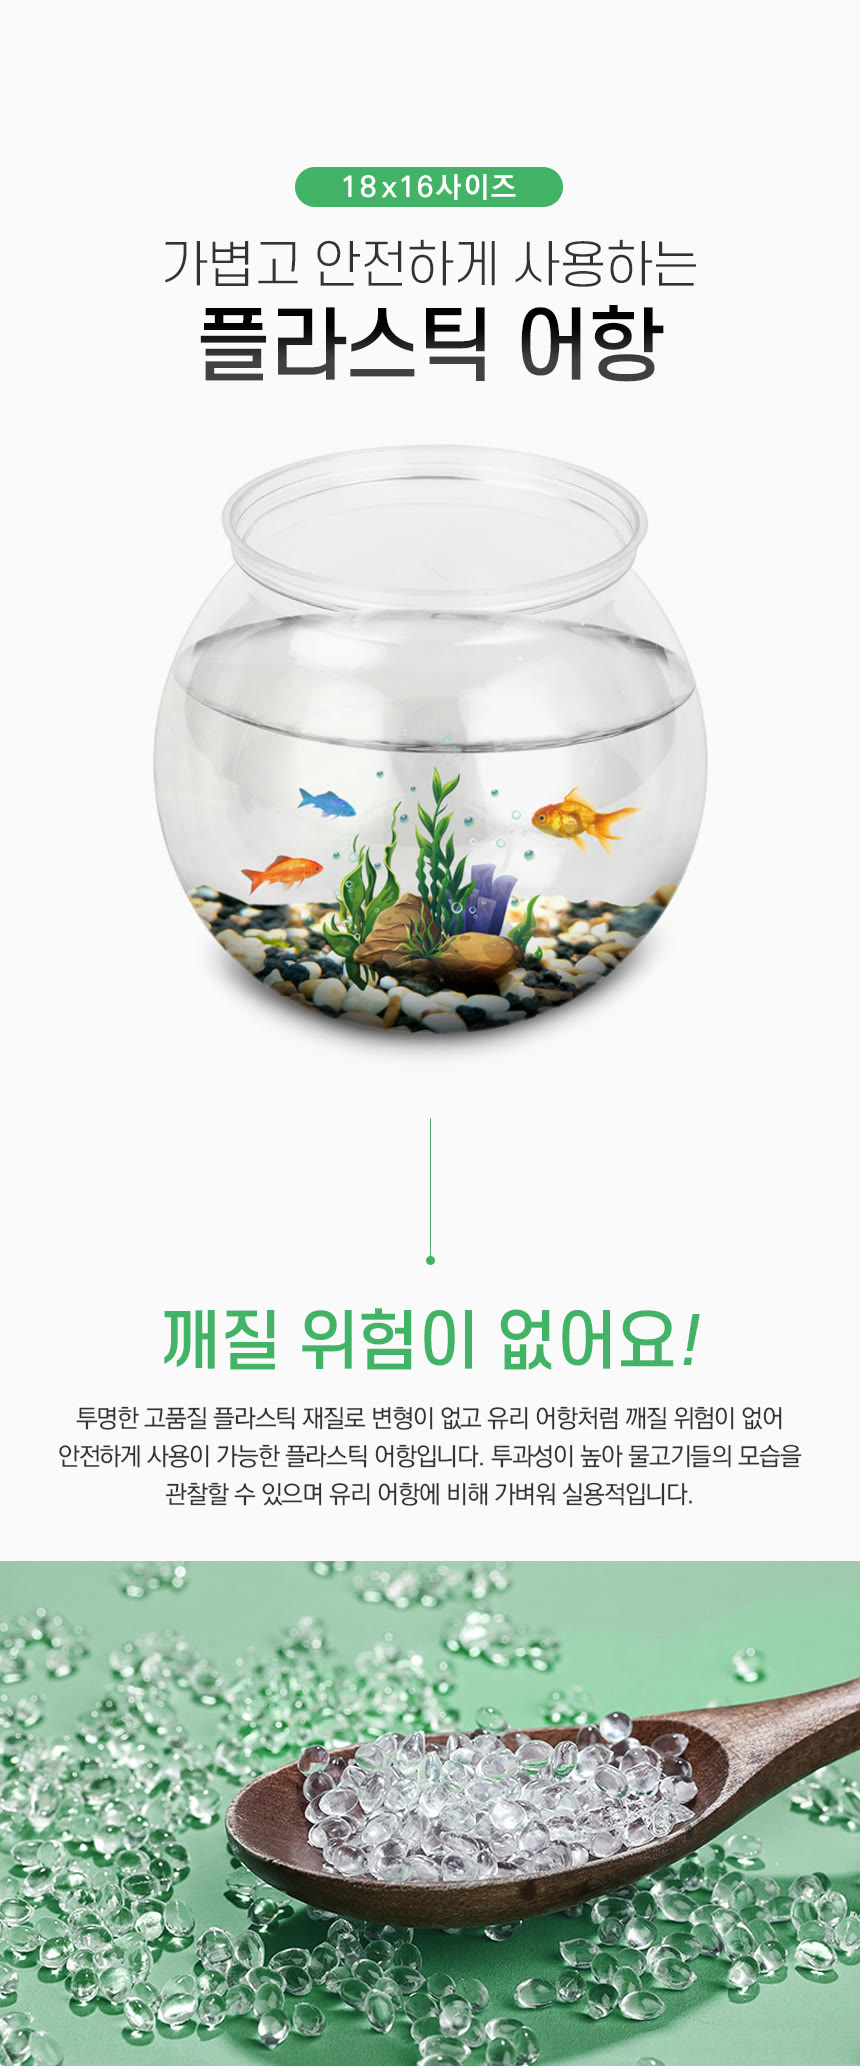 18x16사이즈
가볍고 안전하게 사용하는
플라스틱 어항
깨질 위험이 없어요!
투명한 고품질 플라스틱 재질로 변형이 없고 유리 어항처럼 깨질 위험이 없어
안전하게 사용이 가능한 플라스틱 어항입니다. 투과성이 높아 물고기들의 모습을
관찰할 수 있으며 유리 어항에 비해 가벼워 실용적입니다.